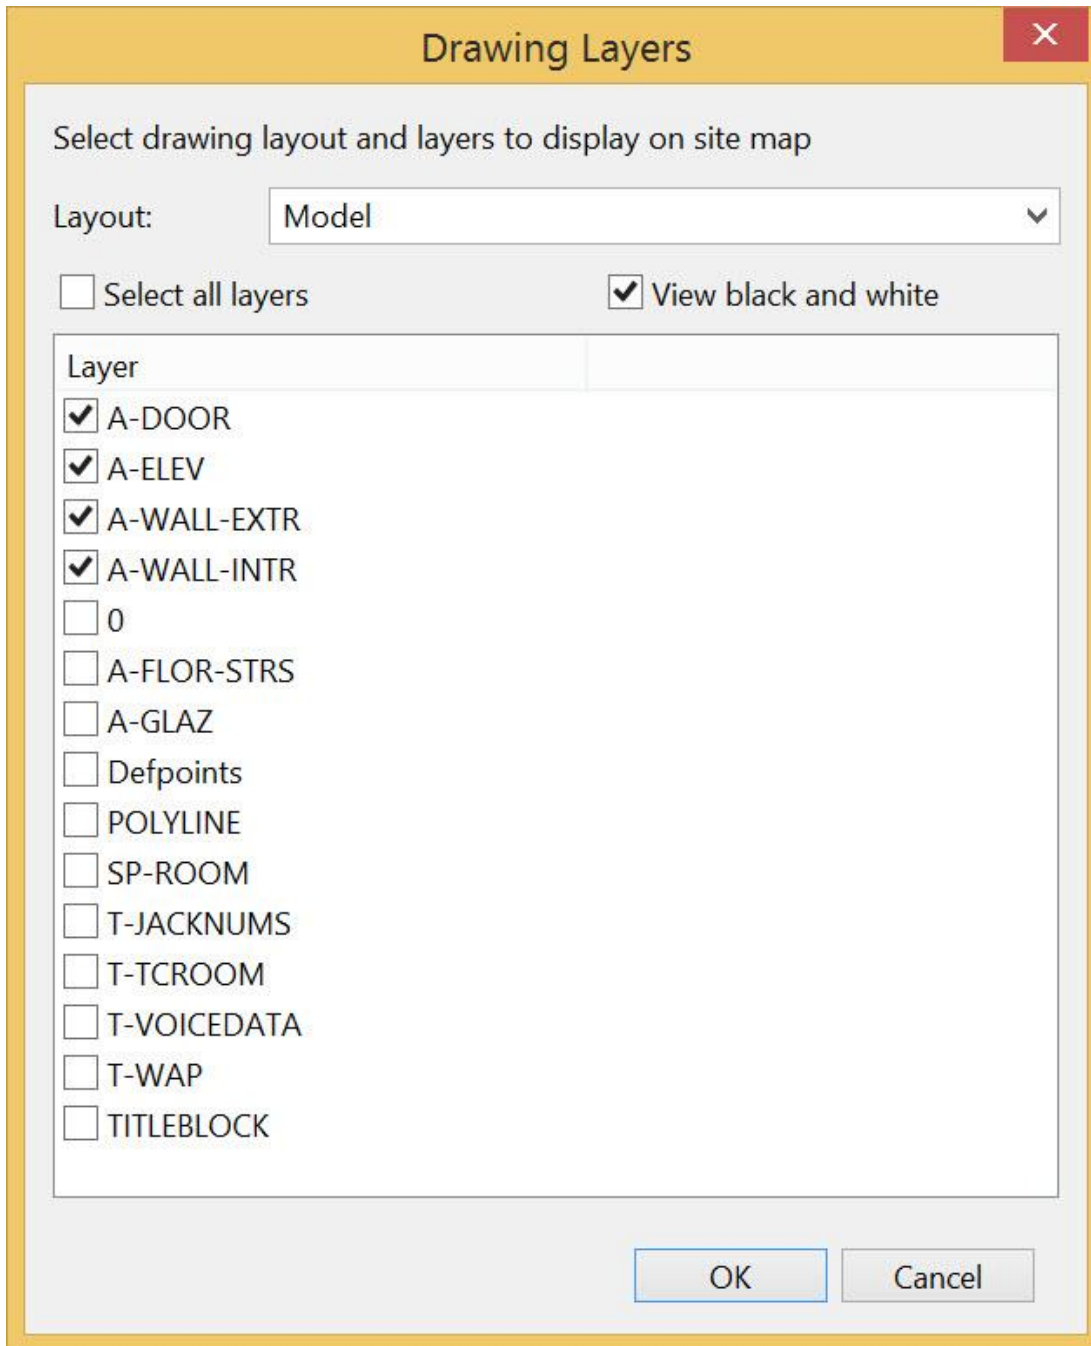 Drawing Layers
Select drawing layout and layers to display on site map
Layout: Model
Select all layers View black and white
Layer
A-DOOR
A-ELEV
A-WALL-EXTR
A-WALL-INTR
0
A-FLOR-STRS
A-GLAZ
Defpoints
POLYLINE
SP-ROOM
T-JACKNUMS
T-TCROOM
T-VOICEDATA
T-WAP
TITLEBLOCK
OK Cancel